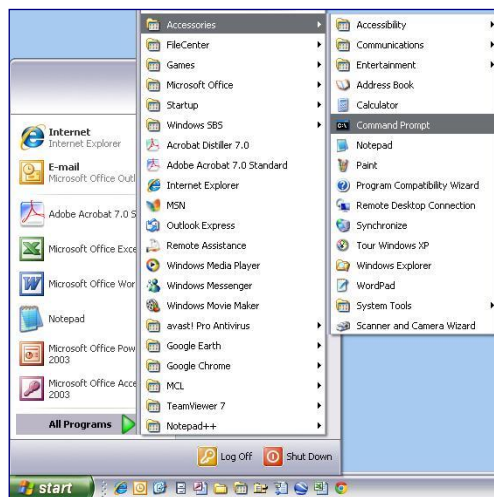 Internet
Internet Explorer
E-mail
Microsoft Office Outl
Adobe Acrobat 7.0 S
Microsoft Office Exce
Microsoft Office Wor
Notepad
Microsoft Office Pow
2003
Microsoft Office Acce
2003
All Programs
Accessories
FileCenter
Games
Microsoft Office
Startup
Windows SBS
Acrobat Distiller 7.0
Adobe Acrobat 7.0 Standard
Internet Explorer
MSN
Outlook Express
Remote Assistance
Windows Media Player
Windows Messenger
Windows Movie Maker
avast! Pro Antivirus
Google Earth
Google Chrome
MCL
TeamViewer 7
Notepad++
Accessibility
Communications
Entertainment
Address Book
Calculator
Command Prompt
Notepad
Paint
Program Compatibility Wizard
Remote Desktop Connection
Synchronize
Tour Windows XP
Windows Explorer
WordPad
System Tools
Scanner and Camera Wizard
Log Off Shut Down
start